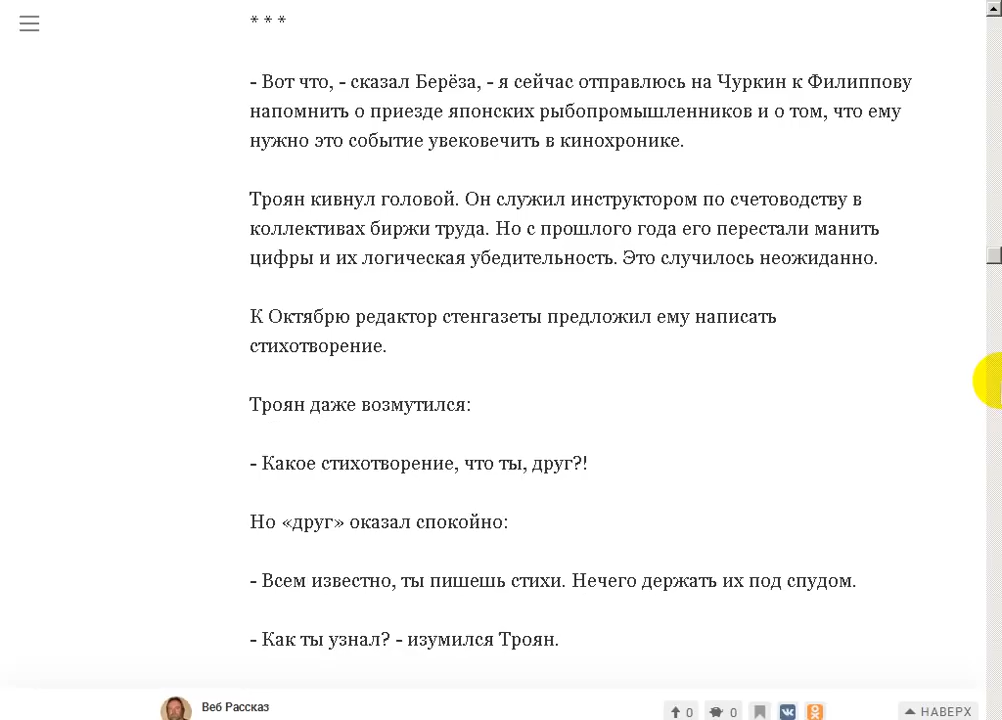 * * *
- Вот что, - сказал Берёза, - я сейчас отправлюсь на Чуркин к Филиппову
напомнить о приезде японских рыбопромышленников и о том, что ему
нужно это событие увековечить в кинохронике.
Троян кивнул головой. Он служил инструктором по счетоводству в
коллективах биржи труда. Но с прошлого года его перестали манить
цифры и их логическая убедительность. Это случилось неожиданно.
К Октябрю редактор стенгазеты предложил ему написать
стихотворение.
Троян даже возмутился:
- Какое стихотворение, что ты, друг?!
Но «друг» оказал спокойно:
- Всем известно, ты пишешь стихи. Нечего держать их под спудом.
- Как ты узнал? - изумился Троян.
Веб Рассказ
0 0 НАВЕРХ